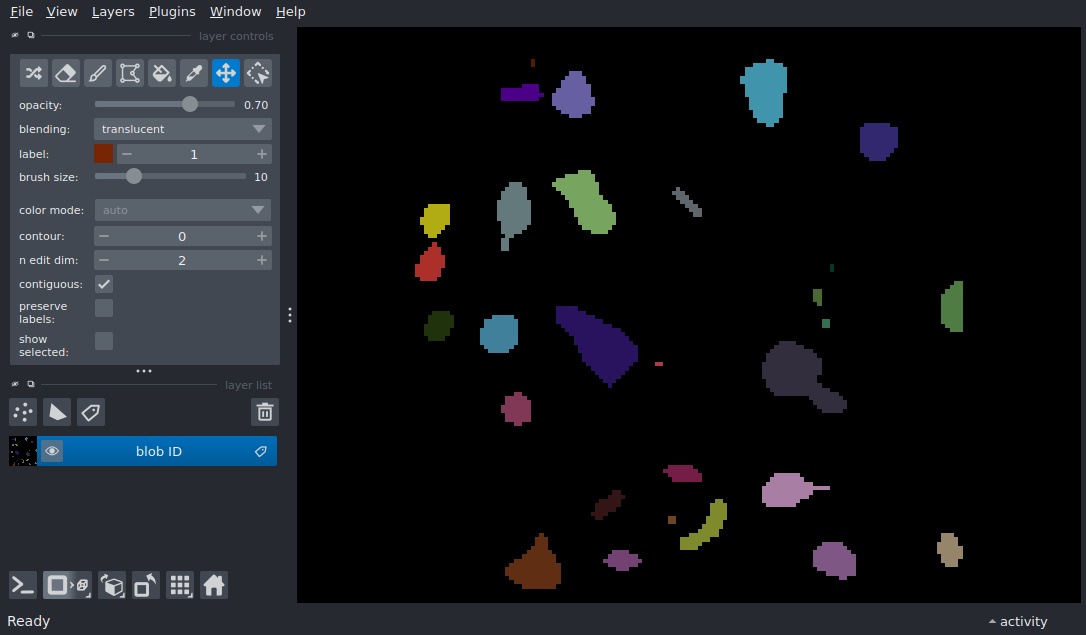 File View Layers Plugins Window Help
layer controls
opacity: 0.70
blending: translucent
label: 1
brush size: 10
color mode: auto
contour: 0
n edit dim: 2
contiguous:
preserve
labels:
show
selected:
layer list
blob ID
Ready
activity